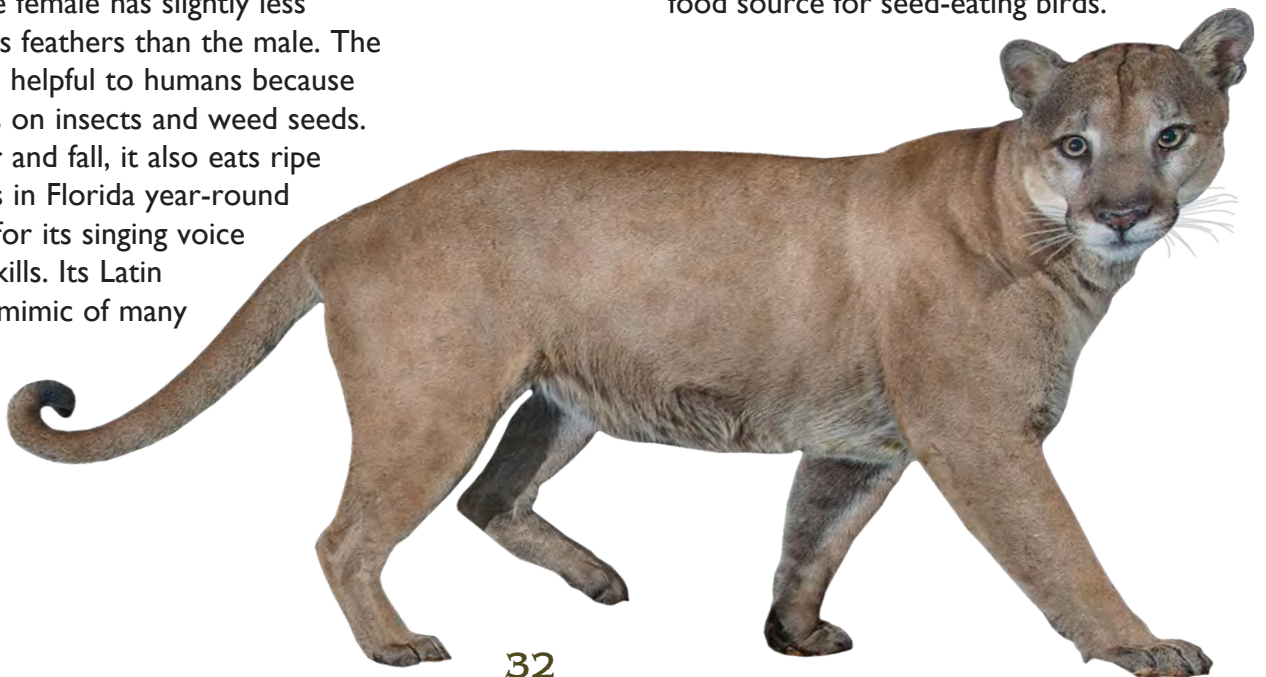 e female has slightly less
s feathers than the male. The
helpful to humans because
on insects and weed seeds.
and fall, it also eats ripe
s in Florida year-round
for its singing voice
kills. Its Latin
mimic of many
food source for seed-eating birds.
32